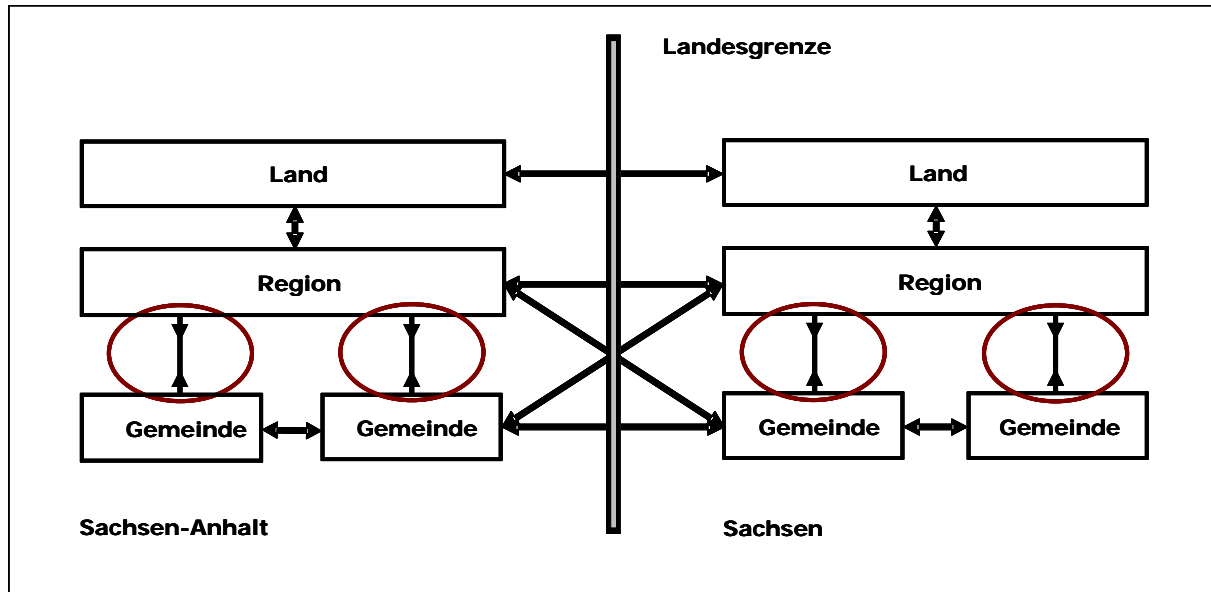 Landesgrenze
Land
Land
Region
Region
Gemeinde
Gemeinde
Gemeinde
Gemeinde
Sachsen-Anhalt
Sachsen